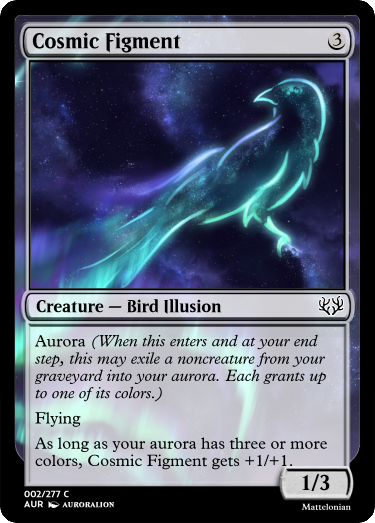 Cosmic Figment 3
Creature — Bird Illusion
Aurora (When this enters and at your end
step, this may exile a noncreature from your
graveyard into your aurora. Each grants up
to one of its colors.)
Flying
As long as your aurora has three or more
colors, Cosmic Figment gets +1/+1.
1/3
002/277 C
AUR AURORALION
Mattelonian